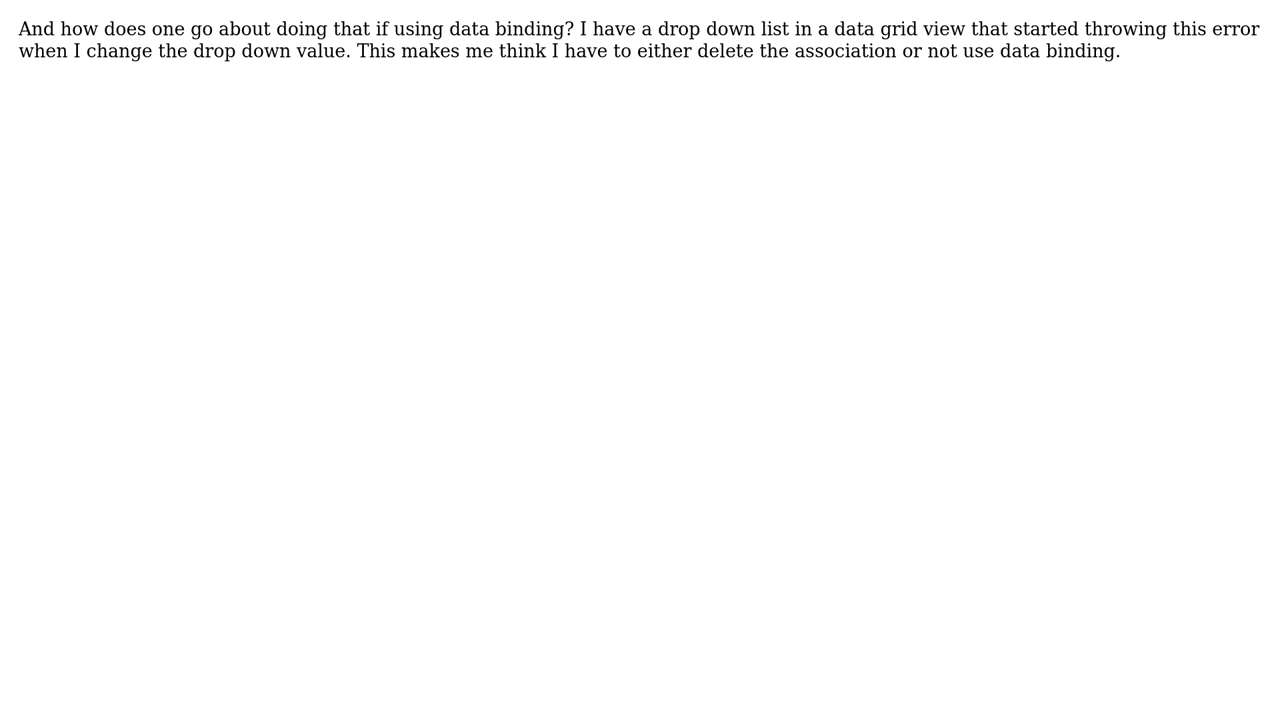 And how does one go about doing that if using data binding? I have a drop down list in a data grid view that started throwing this error
when I change the drop down value. This makes me think I have to either delete the association or not use data binding.